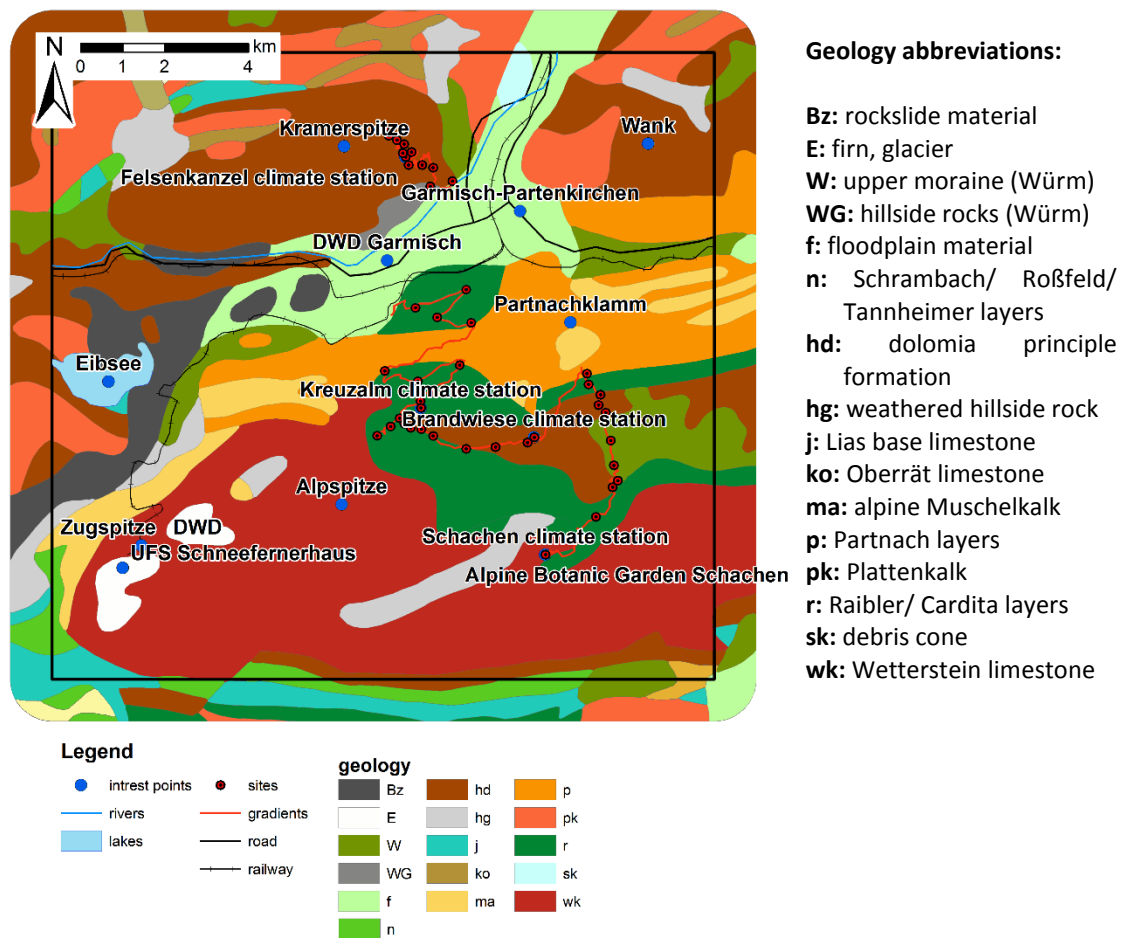 N
km
0 1 2 4
Kramerspitze
Wank
Felsenkanzel climate station
Garmisch-Partenkirchen
DWD Garmisch
Partnachklamm
Eibsee
Kreuzalm climate station
Brandwiese climate station
Alpspitze
Zugspitze DWD
UFS Schneefernerhaus
Schachen climate station
Alpine Botanic Garden Schachen
Geology abbreviations:
Bz: rockslide material
E: firn, glacier
W: upper moraine (Würm)
WG: hillside rocks (Würm)
f: floodplain material
n: Schrambach/ Roßfeld/
Tannheimer layers
hd: dolomia principle
formation
hg: weathered hillside rock
j: Lias base limestone
ko: Oberrät limestone
ma: alpine Muschelkalk
p: Partnach layers
pk: Plattenkalk
r: Raibler/ Cardita layers
sk: debris cone
wk: Wetterstein limestone
Legend
intrest points
rivers
lakes
sites
gradients
road
railway
geology
Bz
E
W
WG
f
n
hd
hg
j
ko
ma
p
pk
r
sk
wk